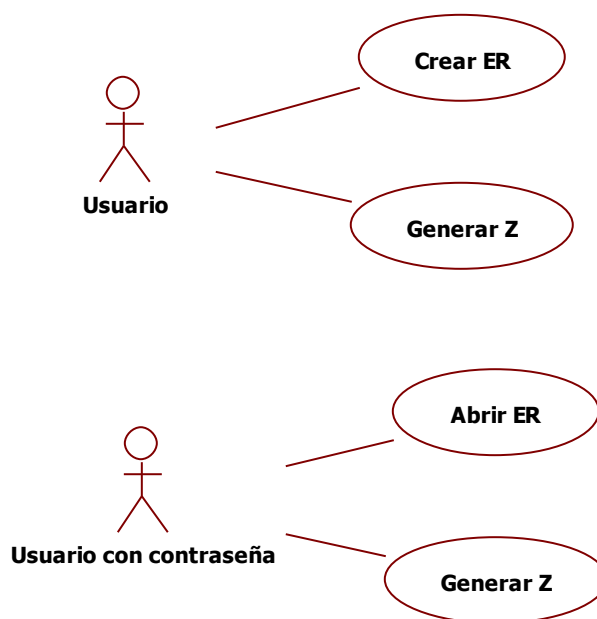 Crear ER
Usuario
Generar Z
Abrir ER
Usuario con contraseña
Generar Z